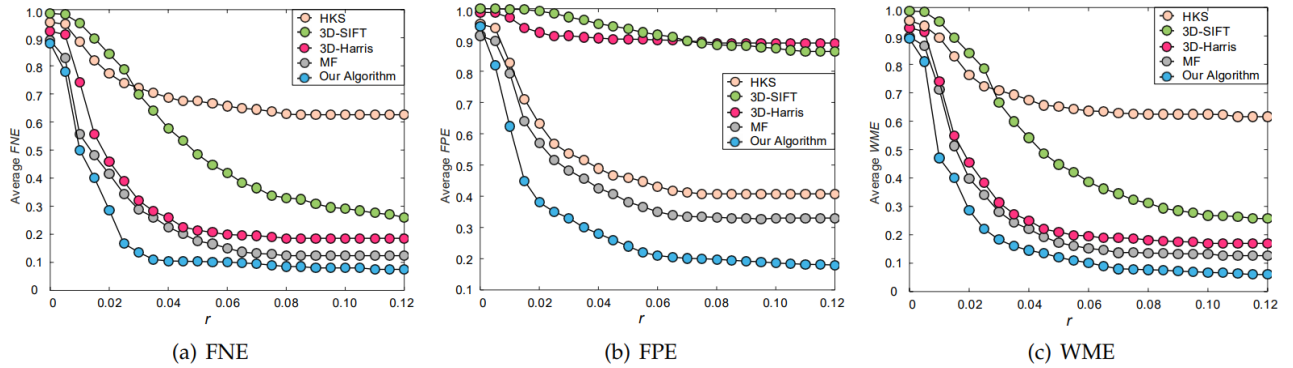 1.0
0.9
0.8
0.7
0.6
0.5
0.4
0.3
0.2
0.1
0
Average FNE
0 0.02 0.04 0.06 0.08 0.10 0.12
r
HKS
3D-SIFT
3D-Harris
MF
Our Algorithm
(a) FNE
1.0
0.9
0.8
0.7
0.6
0.5
0.4
0.3
0.2
0.1
Average FPE
0 0.02 0.04 0.06 0.08 0.10 0.12
r
HKS
3D-SIFT
3D-Harris
MF
Our Algorithm
(b) FPE
1.0
0.9
0.8
0.7
0.6
0.5
0.4
0.3
0.2
0.1
0
Average WME
0 0.02 0.04 0.06 0.08 0.10 0.12
r
HKS
3D-SIFT
3D-Harris
MF
Our Algorithm
(c) WME